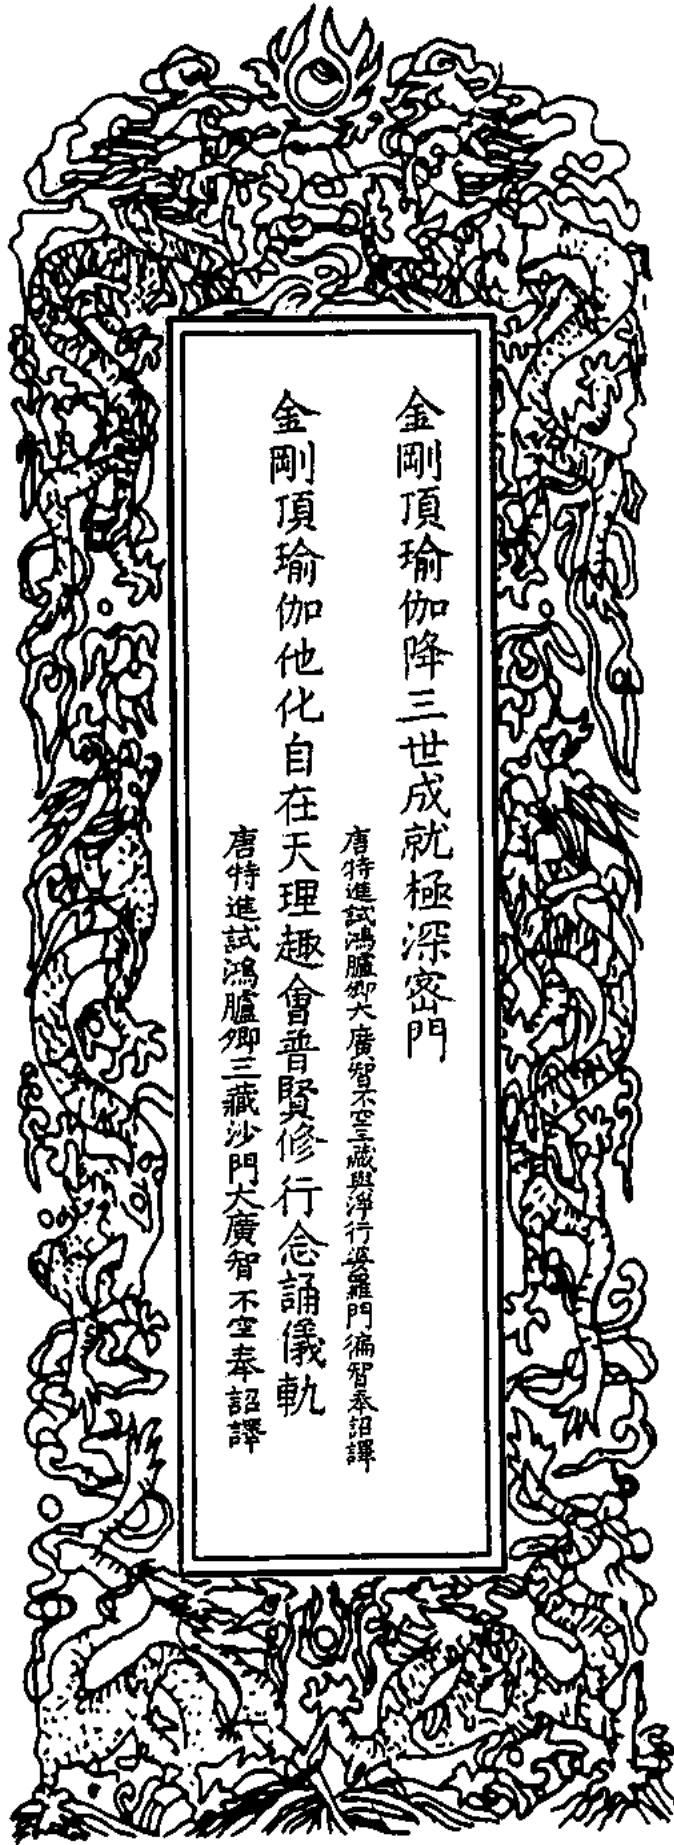 金剛頂瑜伽降三世成就極深密門
唐特進試鴻臚卿大廣智不空三藏與淨行婆羅門徧智奉詔譯
金剛頂瑜伽他化自在天理趣會普賢修行念誦儀軌
唐特進試鴻臚卿三藏沙門大廣智不空奉詔譯